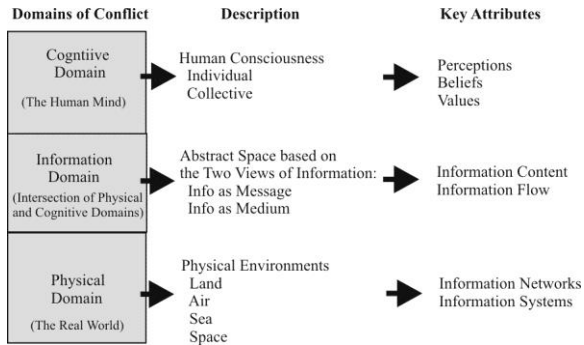 Domains of Conflict
Description
Key Attributes
Cogntiive
Domain
(The Human Mind)
Human Consciousness
Individual
Collective
Perceptions
Beliefs
Values
Information
Domain
(Intersection of Physical
and Cognitive Domains)
Abstract Space based on
the Two Views of Information:
Info as Message
Info as Medium
Information Content
Information Flow
Physical
Domain
(The Real World)
Physical Environments
Land
Air
Sea
Space
Information Networks
Information Systems